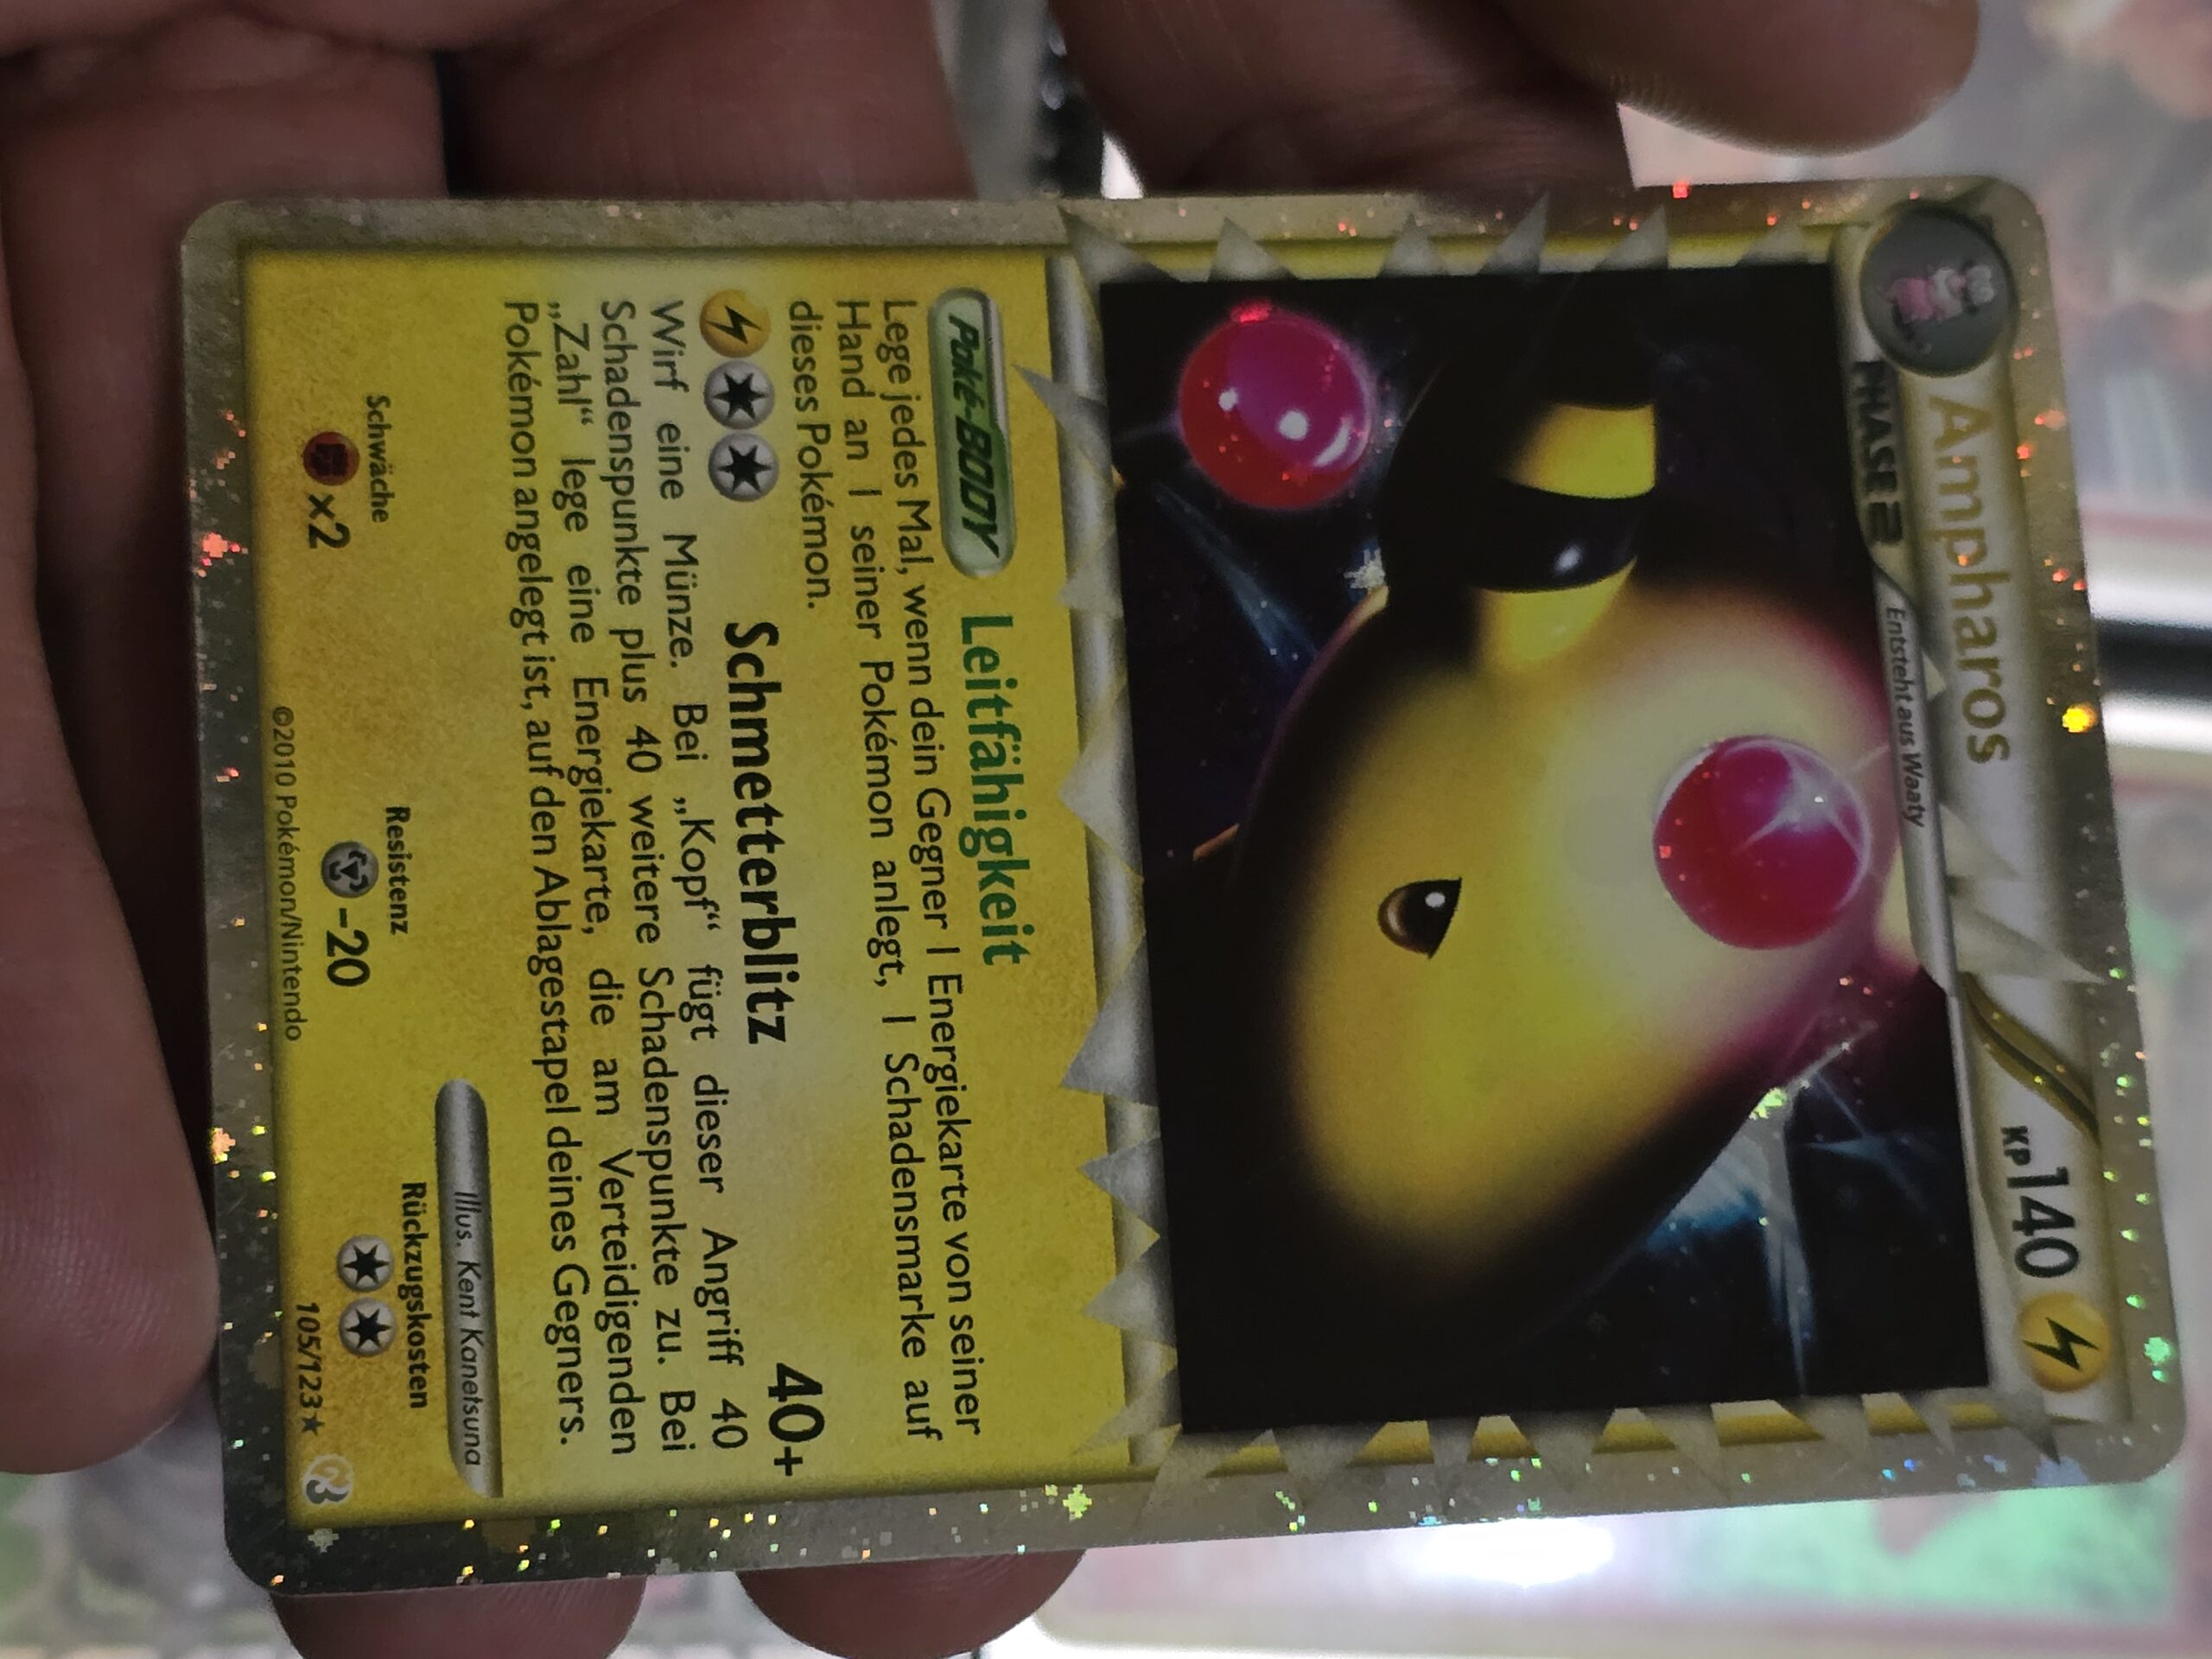 Ampharos
KP140
PHASE 2
Entsteht aus Waaty
Poké-BODY Leitfähigkeit
Lege jedes Mal, wenn dein Gegner 1 Energiekarte von seiner
Hand an 1 seiner Pokémon anlegt, 1 Schadensmarke auf
dieses Pokémon.
Schmetterblitz 40+
Wirf eine Münze. Bei „Kopf“ fügt dieser Angriff 40
Schadenspunkte plus 40 weitere Schadenspunkte zu. Bei
„Zahl“ lege eine Energiekarte, die am Verteidigenden
Pokémon angelegt ist, auf den Ablagestapel deines Gegners.
Illus. Kent Kanetsuna
Schwäche Resistenz Rückzugskosten
x2 -20
©2010 Pokémon/Nintendo 105/123★